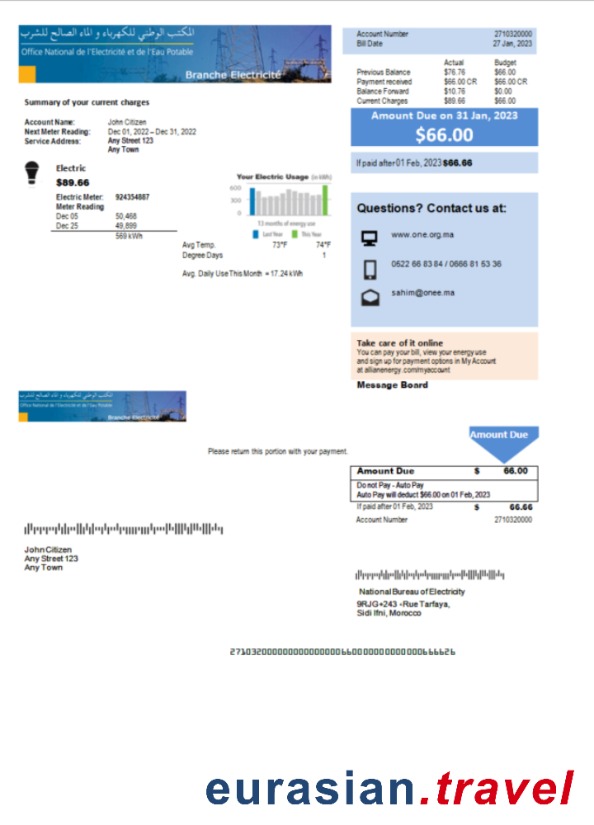 المكتب الوطني للكهرباء و الماء الصالح للشرب
Office National de l'Electricité et de l'Eau Potable
Branche Electricité
Account Number 2710320000
Bill Date 27 Jan, 2023
Actual Budget
Previous Balance $76.76 $66.00
Payment received $66.00 CR $66.00 CR
Balance Forward $10.76 $0.00
Current Charges $89.66 $66.00
Amount Due on 31 Jan, 2023
$66.00
If paid after 01 Feb, 2023 $66.66
Summary of your current charges
Account Name: John Citizen
Next Meter Reading: Dec 01, 2022 – Dec 31, 2022
Service Address: Any Street 123
Any Town
Electric
$89.66
Electric Meter: 924354887
Meter Reading
Dec 05 50,468
Dec 25 49,899
569 kWh
Your Electric Usage (in kWh)
600
300
0
13 months of energy use
Last Year This Year
Avg Temp. 73°F 74°F
Degree Days 1
Avg. Daily Use This Month = 17.24 kWh
Questions? Contact us at:
www.one.org.ma
0522 66 83 84 / 0666 81 53 36
sahim@onee.ma
Take care of it online
You can pay your bill, view your energy use
and sign up for payment options in My Account
at allianenergy.com/myaccount
Message Board
المكتب الوطني للكهرباء و الماء الصالح للشرب
Office National de l'Electricité et de l'Eau Potable
Branche Electricité
Please return this portion with your payment.
Amount Due
Amount Due $ 66.00
Do not Pay - Auto Pay
Auto Pay will deduct $66.00 on 01 Feb, 2023
If paid after 01 Feb, 2023 $ 66.66
Account Number 2710320000
John Citizen
Any Street 123
Any Town
National Bureau of Electricity
9RJG+243 -Rue Tarfaya,
Sidi Ifni, Morocco
eurasian.travel